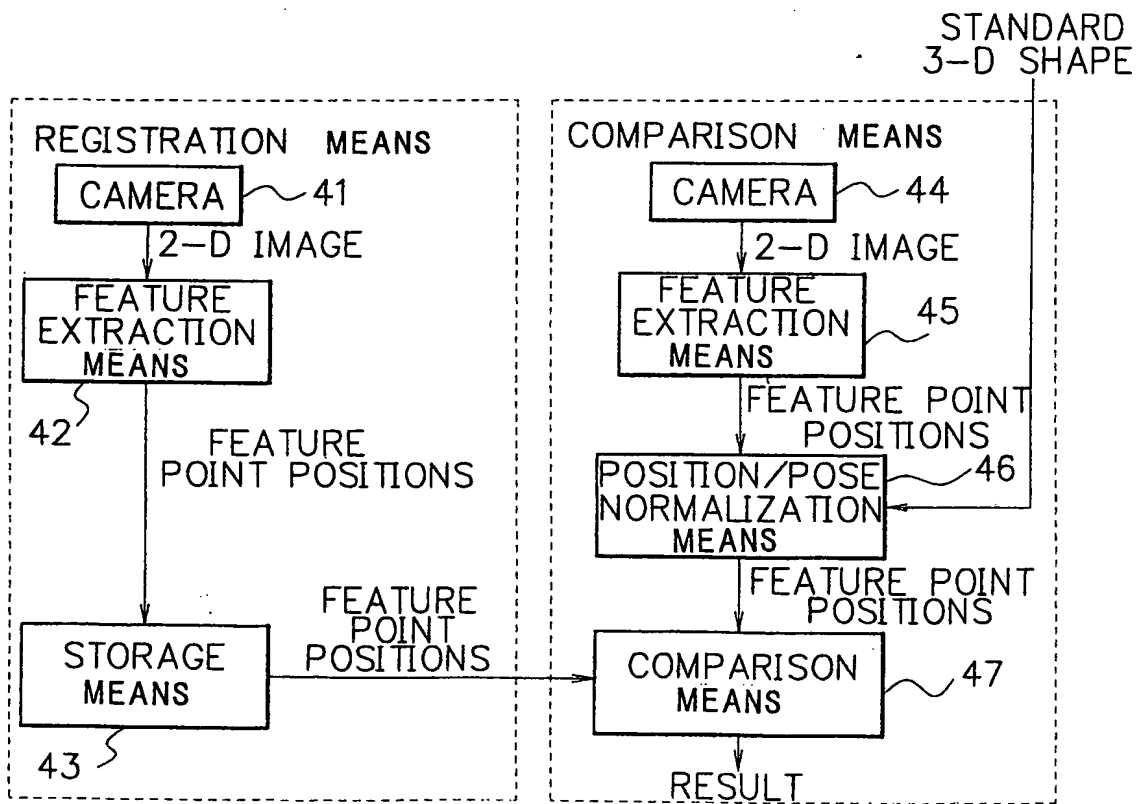 STANDARD
3-D SHAPE
REGISTRATION MEANS
CAMERA
41
2-D IMAGE
FEATURE
EXTRACTION
MEANS
42
FEATURE
POINT POSITIONS
STORAGE
MEANS
43
FEATURE
POINT
POSITIONS
COMPARISON MEANS
CAMERA
44
2-D IMAGE
FEATURE
EXTRACTION
MEANS
45
FEATURE POINT
POSITIONS
POSITION/POSE
NORMALIZATION
MEANS
46
FEATURE POINT
POSITIONS
COMPARISON
MEANS
47
RESULT